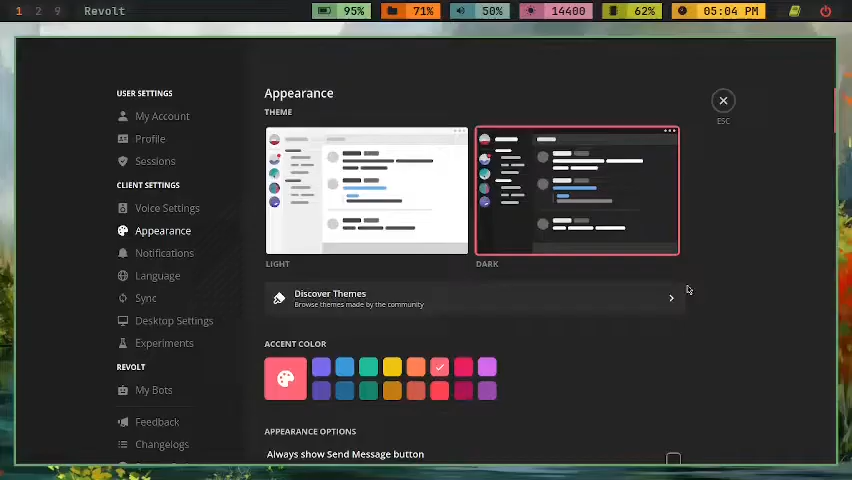 1 2 9 Revolt 95% 71% 50% 14400 62% 05:04 PM
USER SETTINGS
My Account
Profile
Sessions
CLIENT SETTINGS
Voice Settings
Appearance
Notifications
Language
Sync
Desktop Settings
Experiments
REVOLT
My Bots
Feedback
Changelogs
Appearance
THEME
LIGHT
DARK
Discover Themes
Browse themes made by the community
ACCENT COLOR
APPEARANCE OPTIONS
Always show Send Message button
ESC